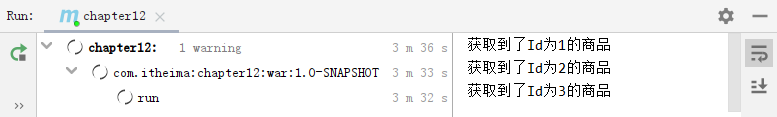 Run: chapter12
chapter12: 1 warning 3 m 36 s
com.itheima:chapter12:war:1.0-SNAPSHOT 3 m 33 s
run 3 m 32 s
获取到了Id为1的商品
获取到了Id为2的商品
获取到了Id为3的商品